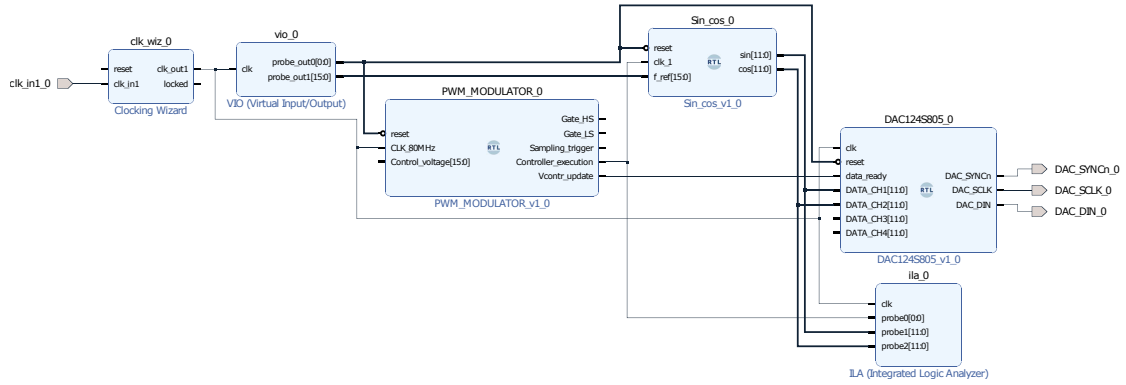 clk_in1_0
clk_wiz_0
reset
clk_in1
clk_out1
locked
Clocking Wizard
vio_0
clk
probe_out0[0:0]
probe_out1[15:0]
VIO (Virtual Input/Output)
PWM_MODULATOR_0
reset
CLK_80MHz
Control_voltage[15:0]
RTL
Gate_HS
Gate_LS
Sampling_trigger
Controller_execution
Vcontr_update
PWM_MODULATOR_v1_0
Sin_cos_0
reset
clk_1
f_ref[15:0]
RTL
sin[11:0]
cos[11:0]
Sin_cos_v1_0
DAC124S805_0
clk
reset
data_ready
DATA_CH1[11:0]
DATA_CH2[11:0]
DATA_CH3[11:0]
DATA_CH4[11:0]
RTL
DAC_SYNCn
DAC_SCLK
DAC_DIN
DAC124S805_v1_0
DAC_SYNCn_0
DAC_SCLK_0
DAC_DIN_0
ila_0
clk
probe0[0:0]
probe1[11:0]
probe2[11:0]
ILA (Integrated Logic Analyzer)